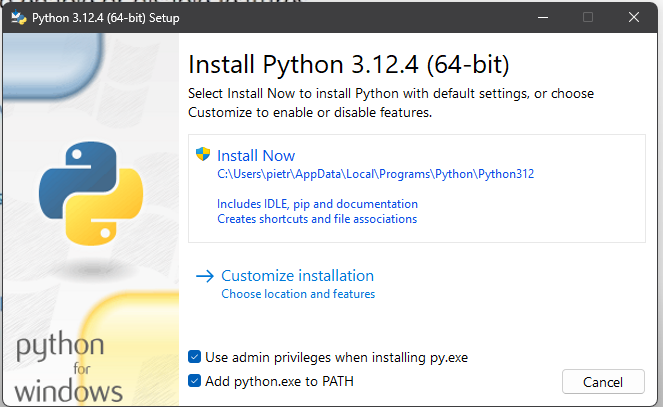 Python 3.12.4 (64-bit) Setup
Install Python 3.12.4 (64-bit)
Select Install Now to install Python with default settings, or choose
Customize to enable or disable features.
Install Now
C:\Users\pietr\AppData\Local\Programs\Python\Python312
Includes IDLE, pip and documentation
Creates shortcuts and file associations
Customize installation
Choose location and features
python
for
windows
Use admin privileges when installing py.exe
Add python.exe to PATH
Cancel